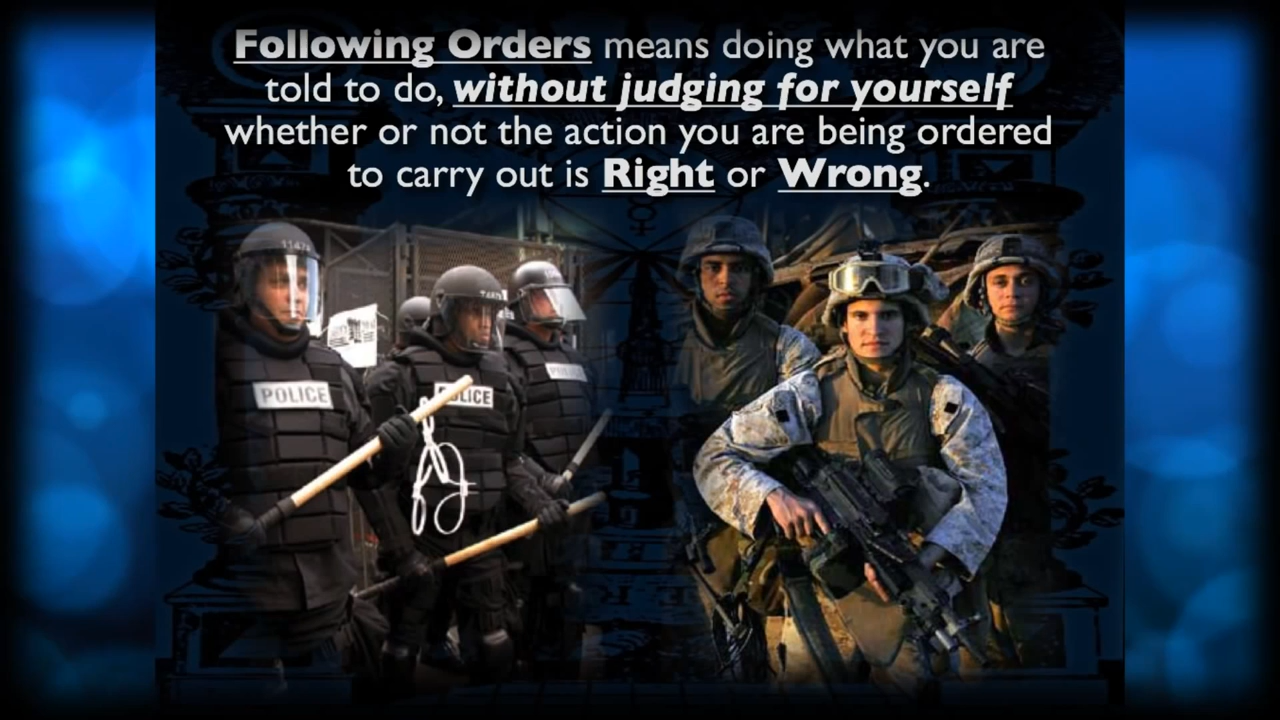 Following Orders means doing what you are
told to do, without judging for yourself
whether or not the action you are being ordered
to carry out is Right or Wrong.
1147
POLICE
POLICE
POLICE